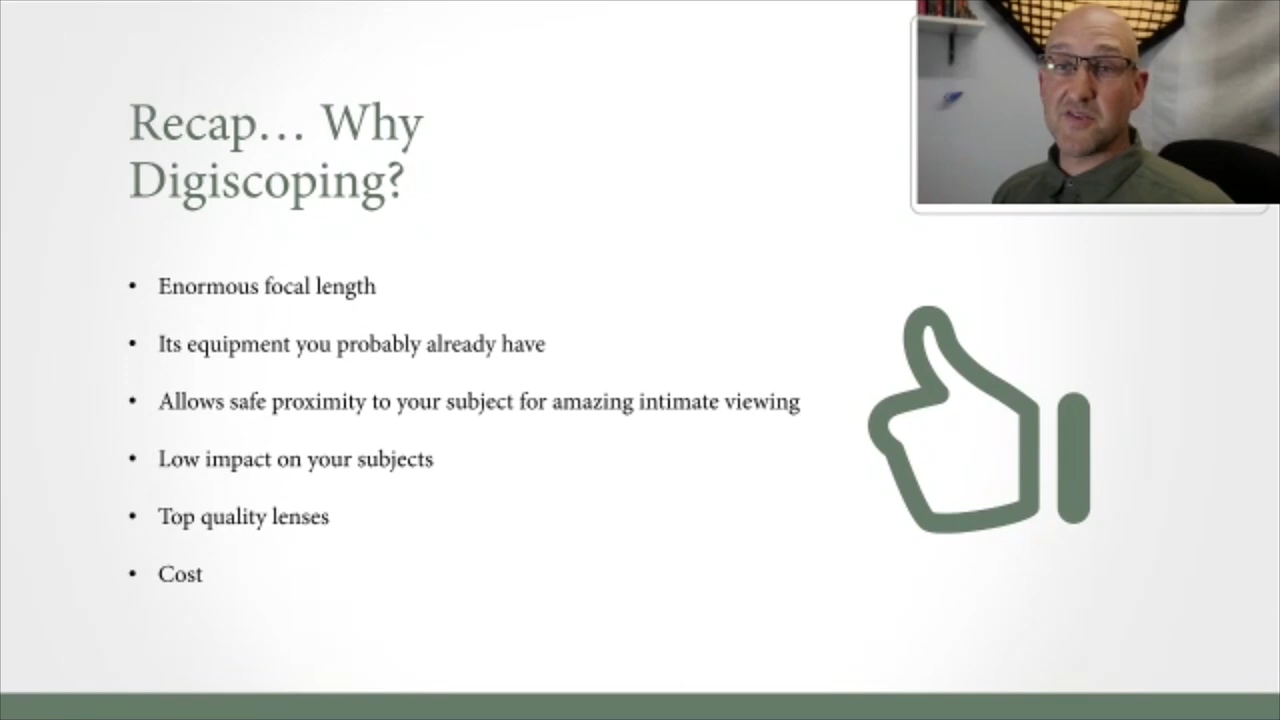 Recap… Why
Digiscoping?
• Enormous focal length
• Its equipment you probably already have
• Allows safe proximity to your subject for amazing intimate viewing
• Low impact on your subjects
• Top quality lenses
• Cost